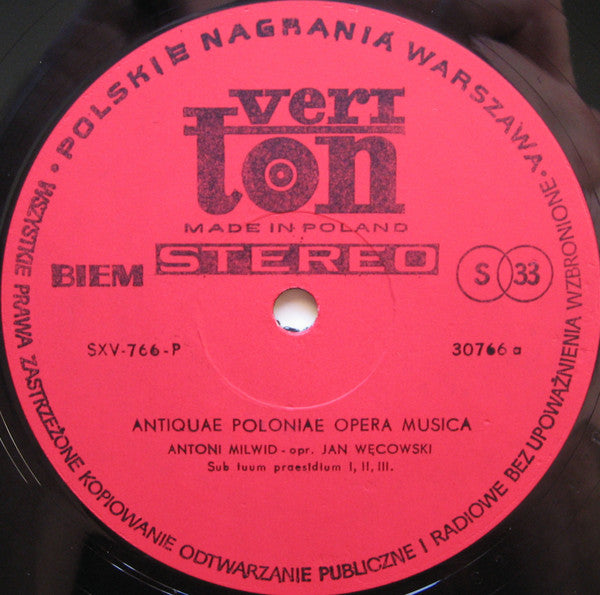 • POLSKIE NAGRANIA WARSZAWA •
veri
ton
MADE IN POLAND
STEREO
BIEM
S 33
SXV-766-P
30766 a
ANTIQUAE POLONIAE OPERA MUSICA
ANTONI MILWID - opr. JAN WĘCOWSKI
Sub tuum praesidium I, II, III.
WSZYSTKIE PRAWA ZASTRZEŻONE KOPIOWANIE ODTWARZANIE PUBLICZNE I RADIOWE BEZ UPOWAŻNIENIA WZBRONIONE